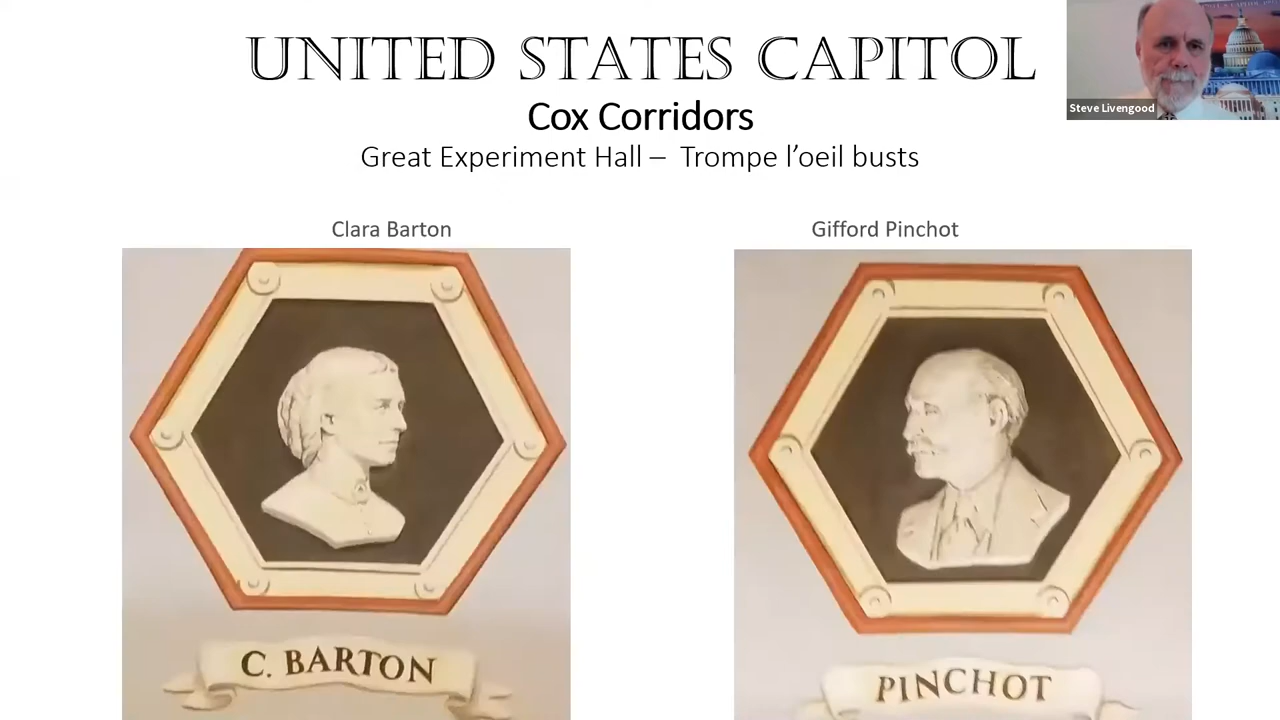 UNITED STATES CAPITOL
Cox Corridors
Great Experiment Hall – Trompe l’oeil busts
Steve Livengood
Clara Barton
Gifford Pinchot
C. BARTON
PINCHOT